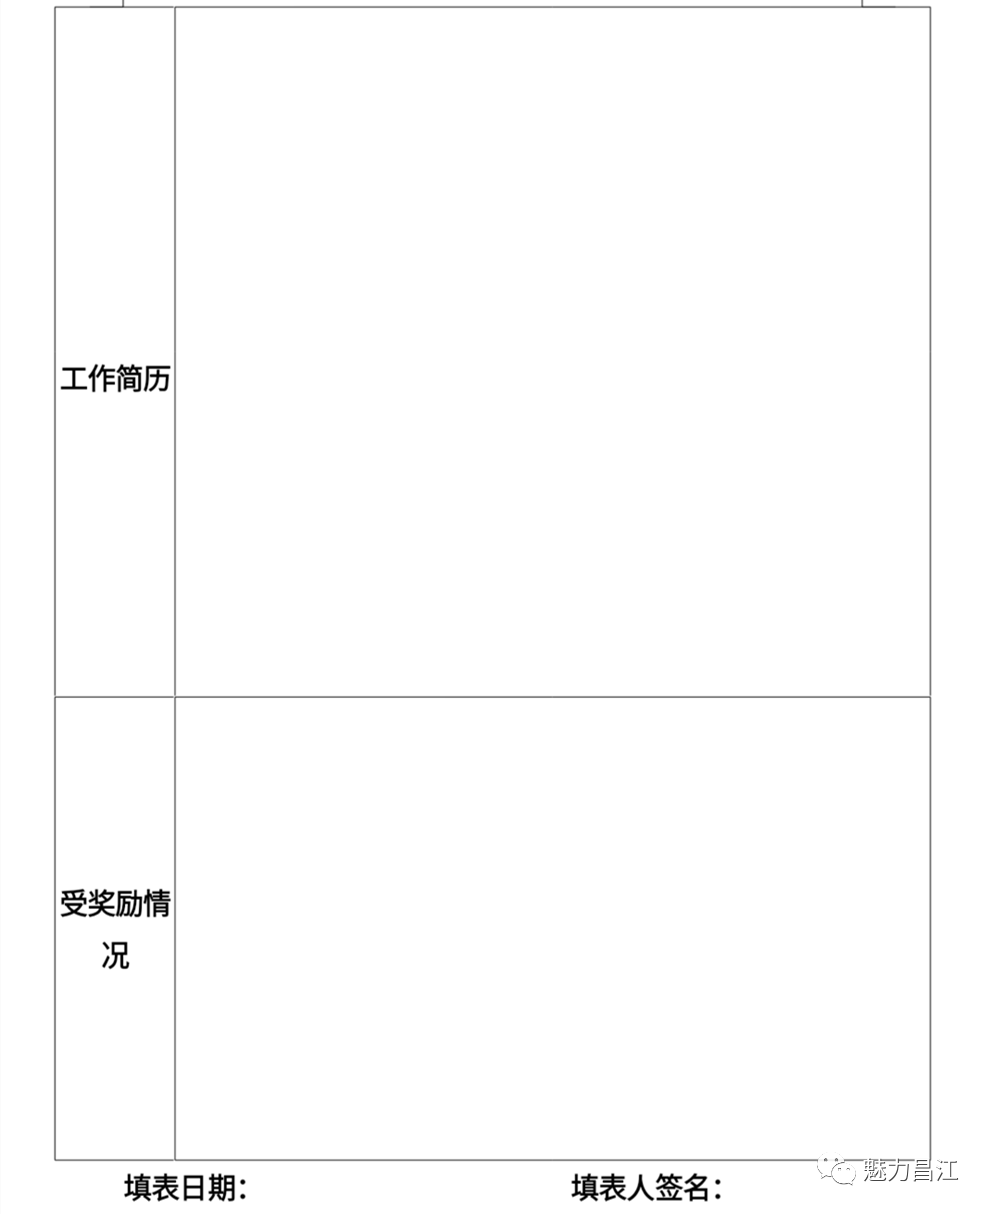 工作简历
受奖励情
况
填表日期：
填表人签名：
魅力昌江